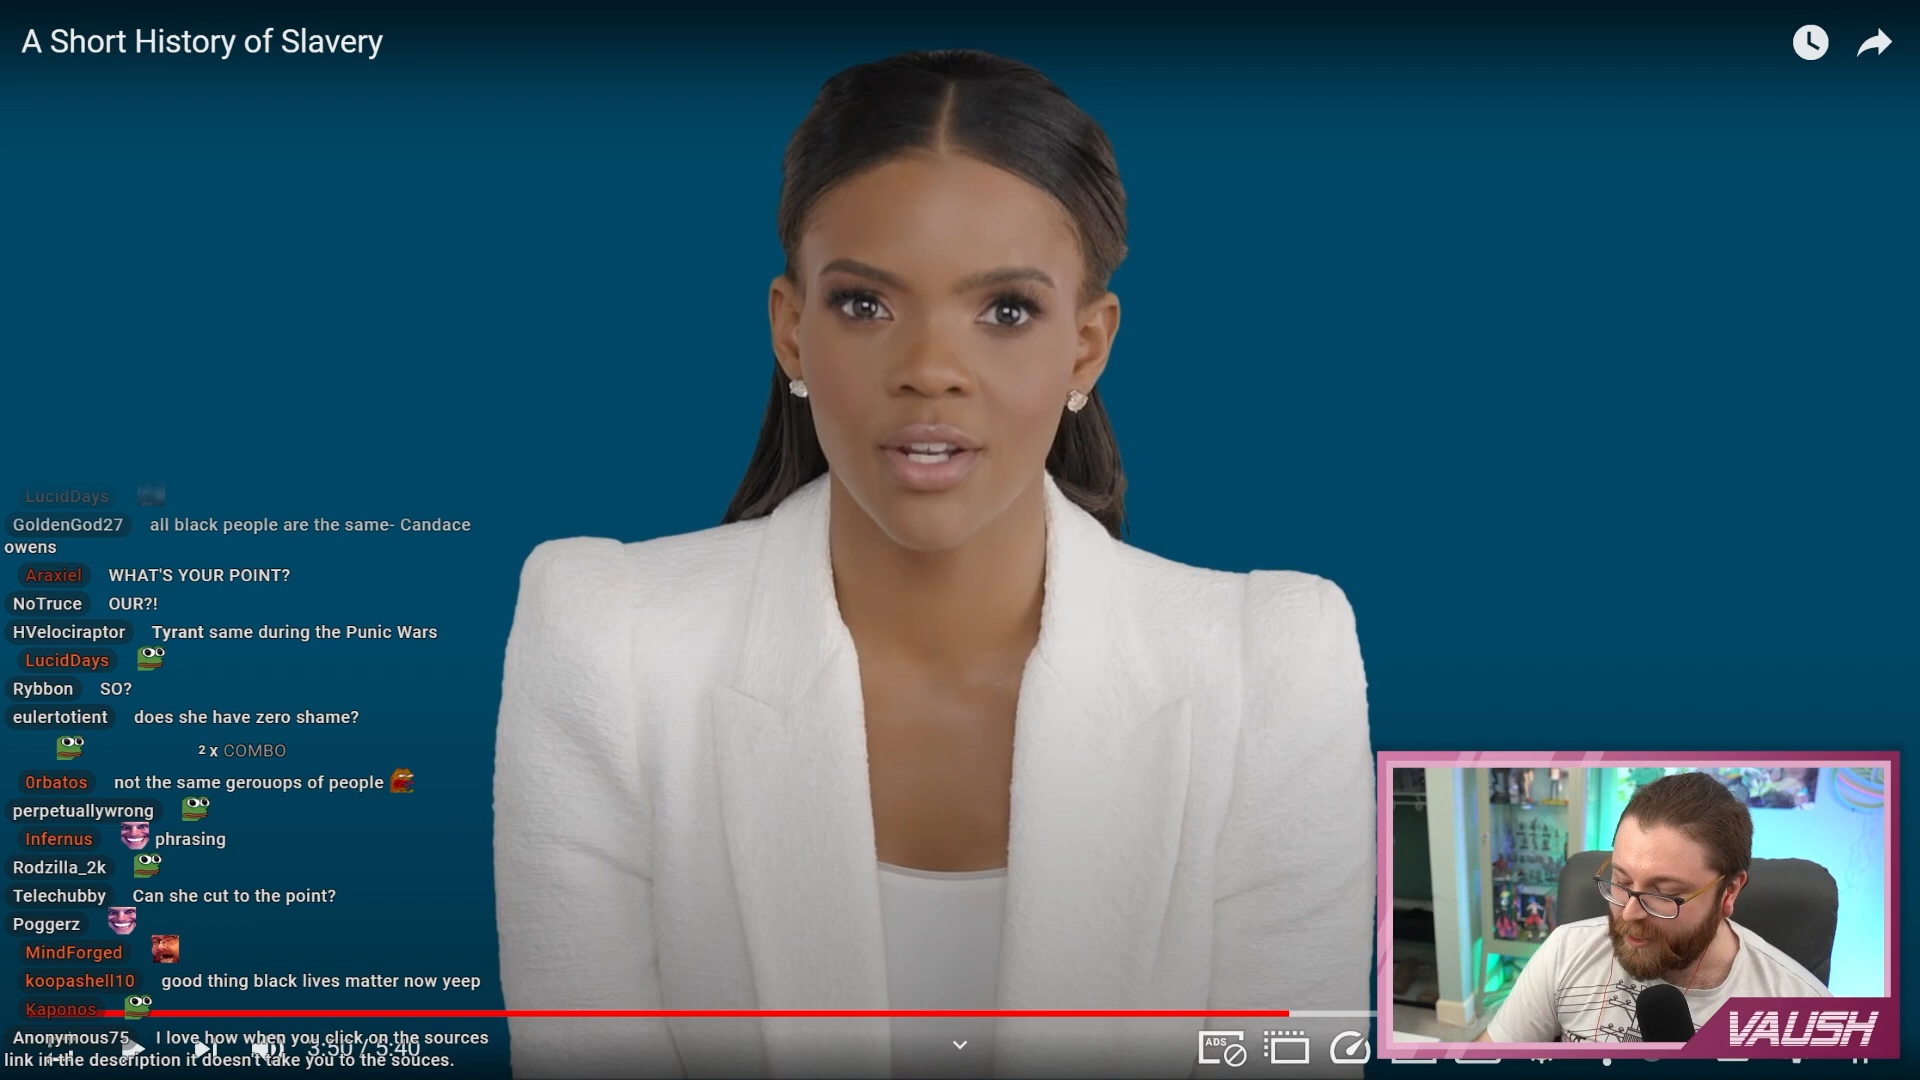 A Short History of Slavery
LucidDays
GoldenGod27 all black people are the same- Candace
owens
Araxiel WHAT'S YOUR POINT?
NoTruce OUR?!
HVelociraptor Tyrant same during the Punic Wars
LucidDays
Rybbon SO?
eulertotient does she have zero shame?
2 x COMBO
0rbatos not the same gerouops of people
perpetuallywrong
Infernus phrasing
Rodzilla_2k
Telechubby Can she cut to the point?
Poggerz
MindForged
koopashell10 good thing black lives matter now yeep
Kaponos
Anonymous75 I love how when you click on the sources
link in the description it doesn't take you to the souces.
3:50 / 5:40
ADS
VAUSH